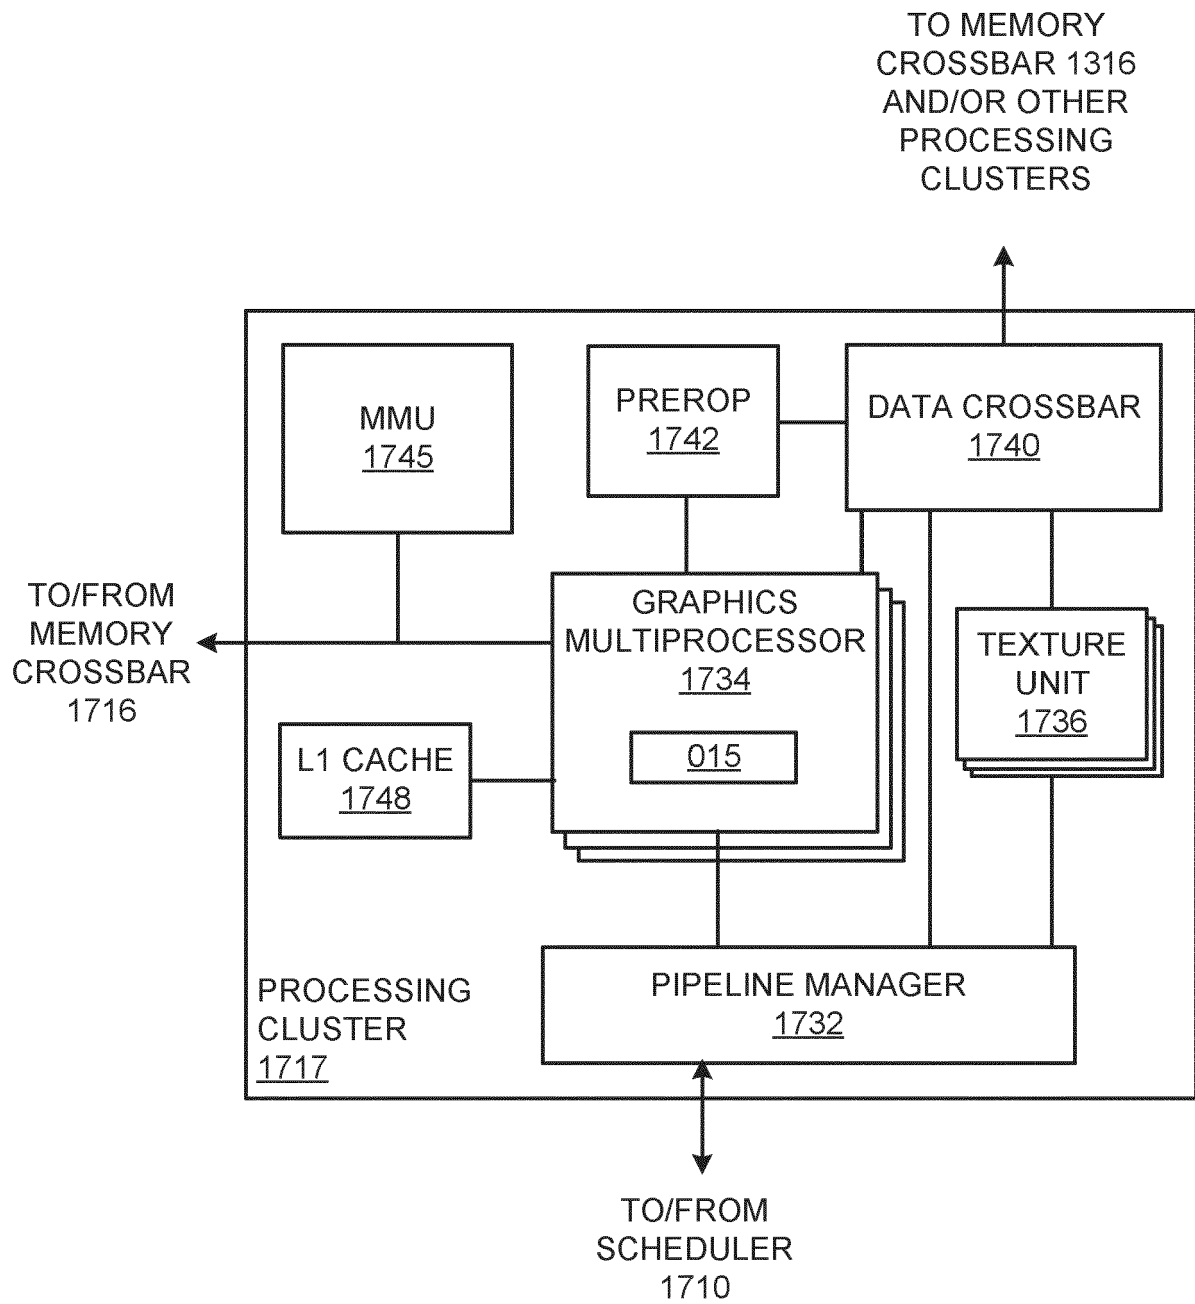 TO MEMORY
CROSSBAR 1316
AND/OR OTHER
PROCESSING
CLUSTERS
MMU
1745
PREROP
1742
DATA CROSSBAR
1740
TO/FROM
MEMORY
CROSSBAR
1716
GRAPHICS
MULTIPROCESSOR
1734
015
TEXTURE
UNIT
1736
L1 CACHE
1748
PIPELINE MANAGER
1732
PROCESSING
CLUSTER
1717
TO/FROM
SCHEDULER
1710